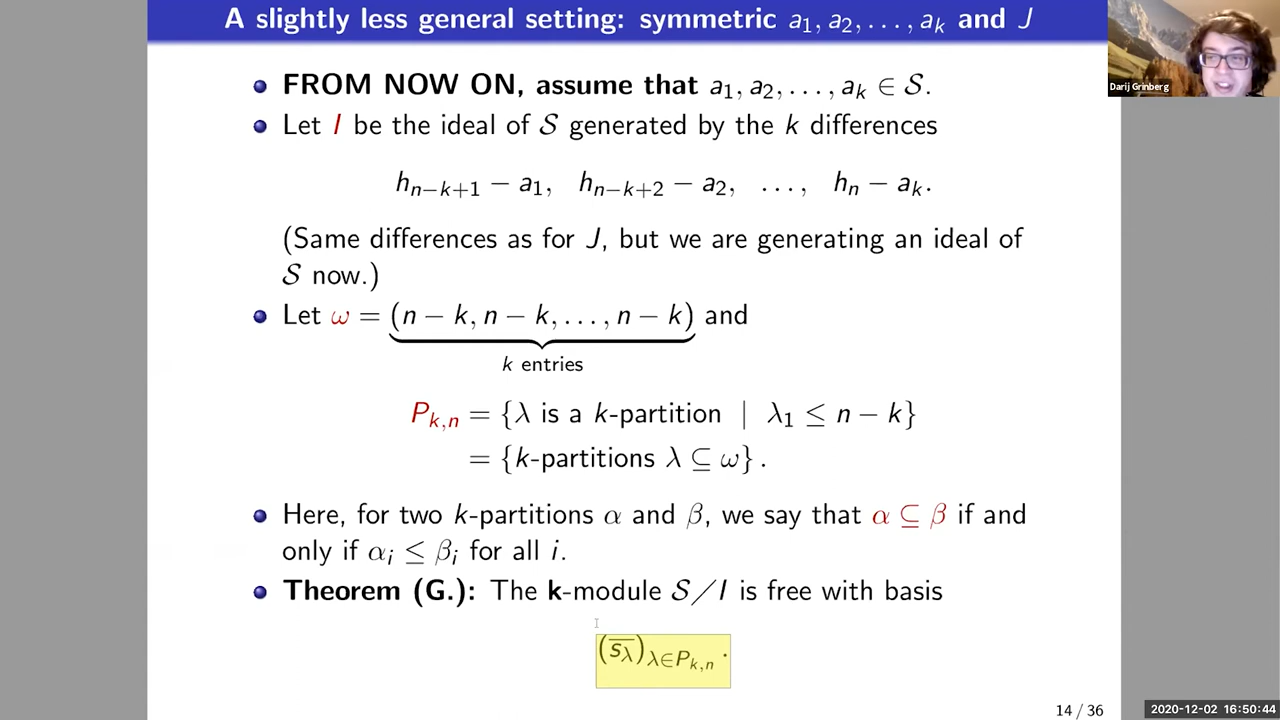 A slightly less general setting: symmetric a₁, a₂, . . . , aₖ and J
Darij Grinberg
FROM NOW ON, assume that a₁, a₂, . . . , aₖ ∈ 𝒮.
Let I be the ideal of 𝒮 generated by the k differences
hₙ₋ₖ₊₁ − a₁, hₙ₋ₖ₊₂ − a₂, . . . , hₙ − aₖ.
(Same differences as for J, but we are generating an ideal of
𝒮 now.)
Let ω = (n − k, n − k, . . . , n − k) and
k entries
P_{k,n} = {λ is a k-partition | λ₁ ≤ n − k}
= {k-partitions λ ⊆ ω} .
Here, for two k-partitions α and β, we say that α ⊆ β if and
only if αᵢ ≤ βᵢ for all i.
Theorem (G.): The k-module 𝒮/I is free with basis
(\overline{s_λ})_{λ∈P_{k,n}} .
14 / 36
2020-12-02 16:50:44